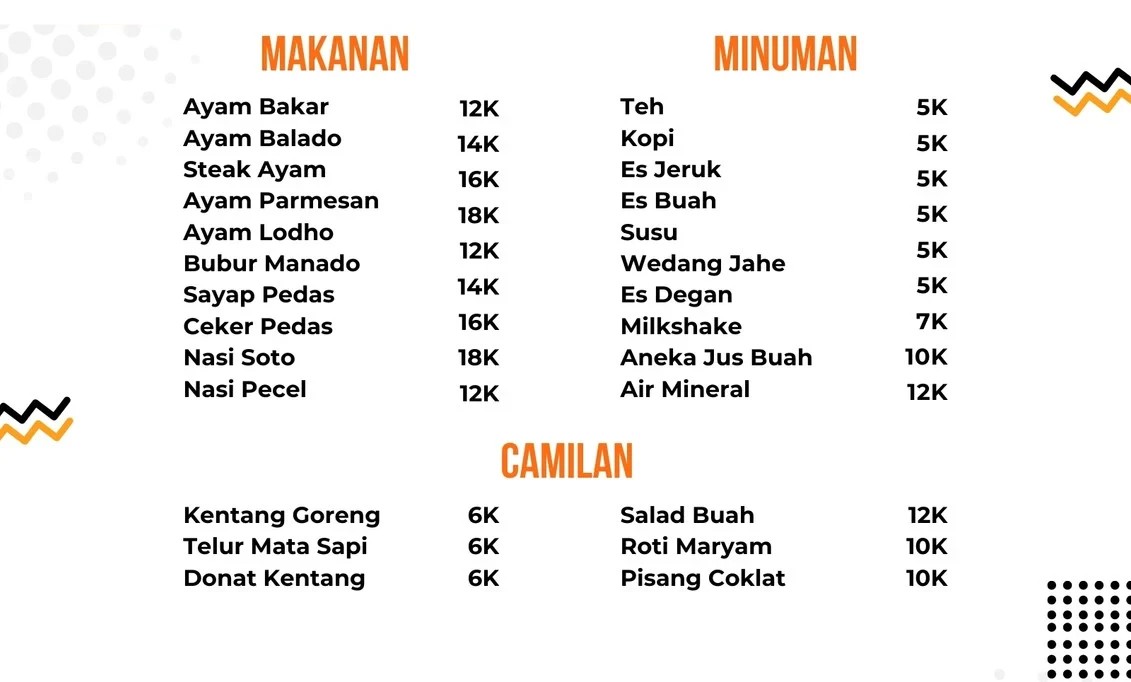 MAKANAN
Ayam Bakar 12K
Ayam Balado 14K
Steak Ayam 16K
Ayam Parmesan 18K
Ayam Lodho 12K
Bubur Manado 14K
Sayap Pedas 16K
Ceker Pedas 18K
Nasi Soto 12K
Nasi Pecel
MINUMAN
Teh 5K
Kopi 5K
Es Jeruk 5K
Es Buah 5K
Susu 5K
Wedang Jahe 5K
Es Degan 7K
Milkshake 10K
Aneka Jus Buah 12K
Air Mineral
CAMILAN
Kentang Goreng 6K
Telur Mata Sapi 6K
Donat Kentang 6K
Salad Buah 12K
Roti Maryam 10K
Pisang Coklat 10K